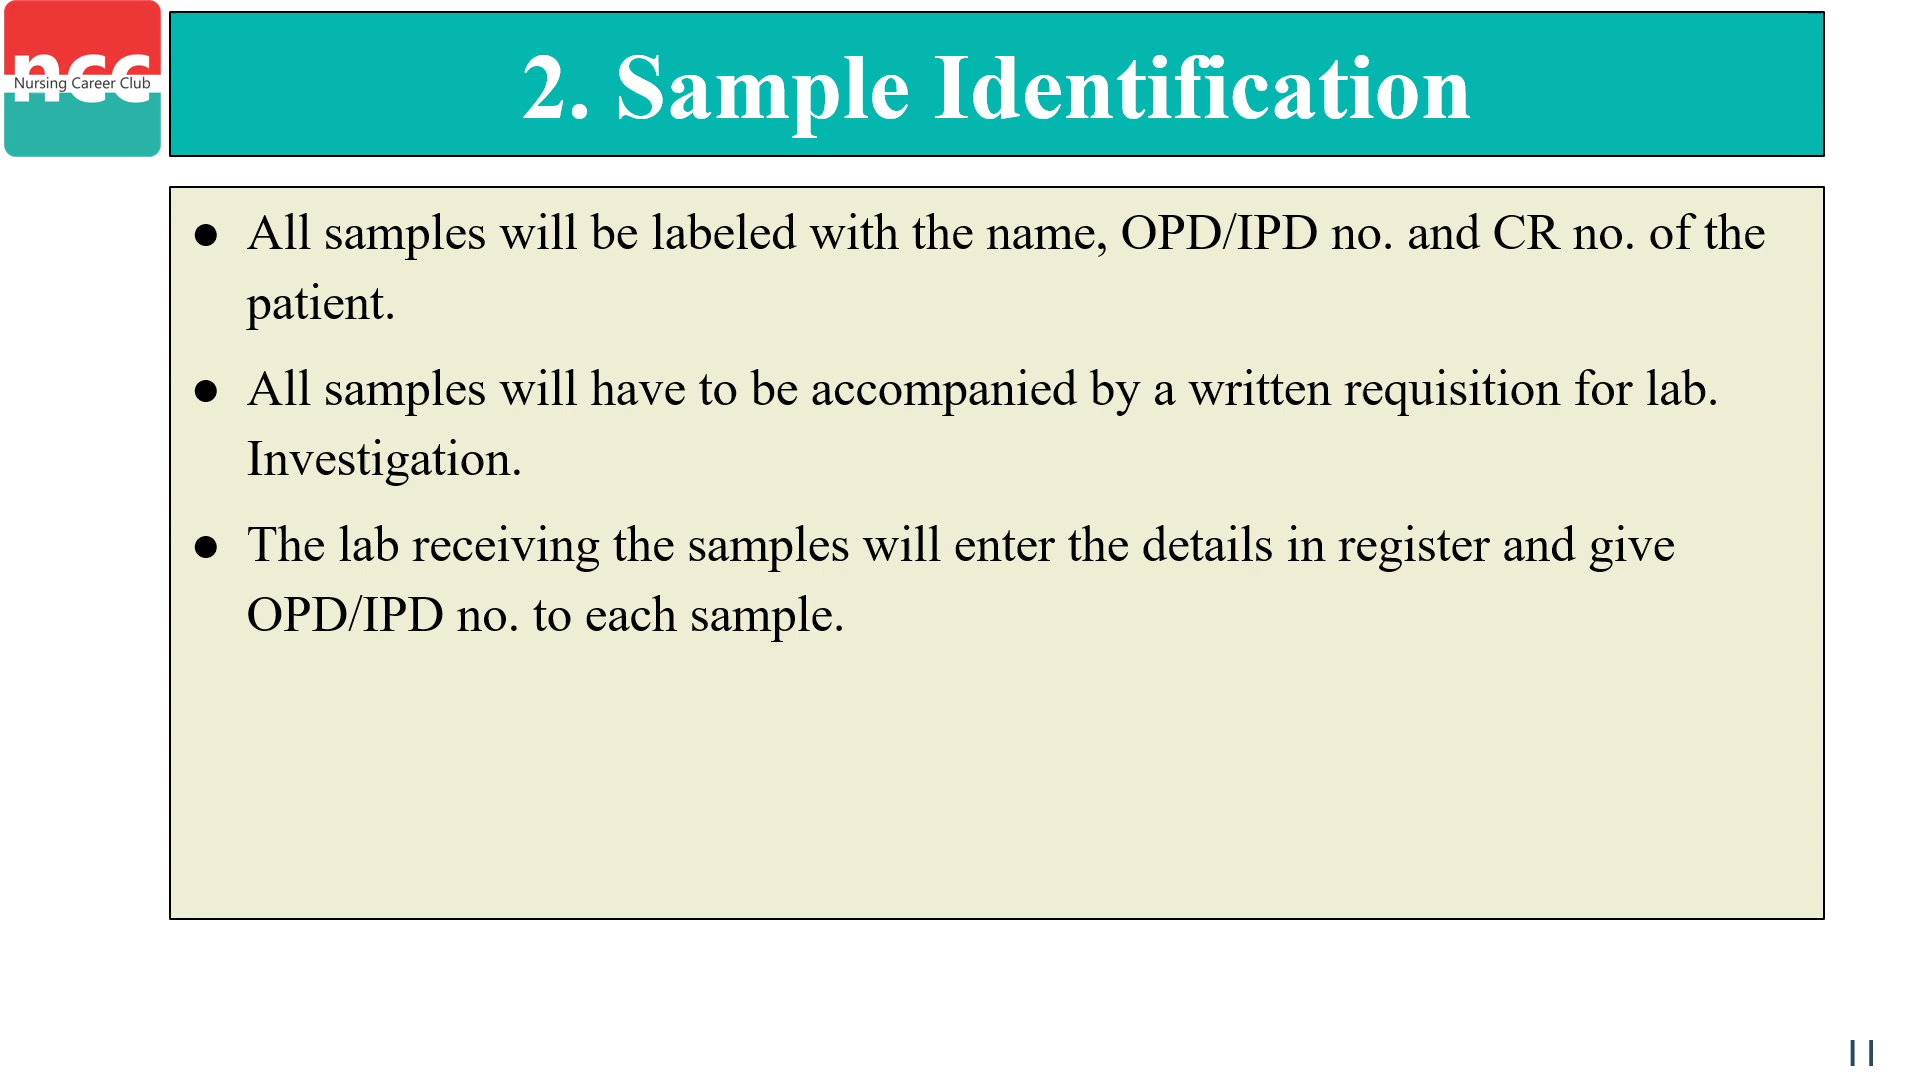 ncc
Nursing Career Club
2. Sample Identification
● All samples will be labeled with the name, OPD/IPD no. and CR no. of the
patient.
● All samples will have to be accompanied by a written requisition for lab.
Investigation.
● The lab receiving the samples will enter the details in register and give
OPD/IPD no. to each sample.
11